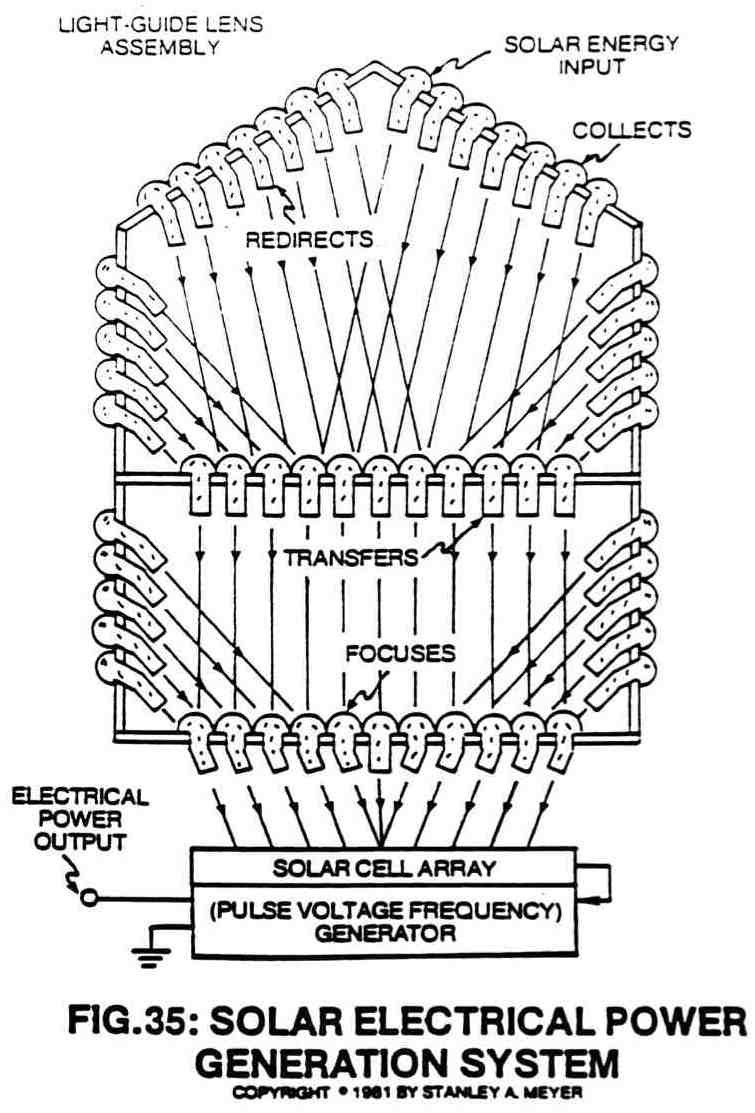 LIGHT-GUIDE LENS
ASSEMBLY
SOLAR ENERGY
INPUT
COLLECTS
REDIRECTS
TRANSFERS
FOCUSES
ELECTRICAL
POWER
OUTPUT
SOLAR CELL ARRAY
(PULSE VOLTAGE FREQUENCY)
GENERATOR
FIG.35: SOLAR ELECTRICAL POWER
GENERATION SYSTEM
COPYRIGHT • 1981 BY STANLEY A. MEYER